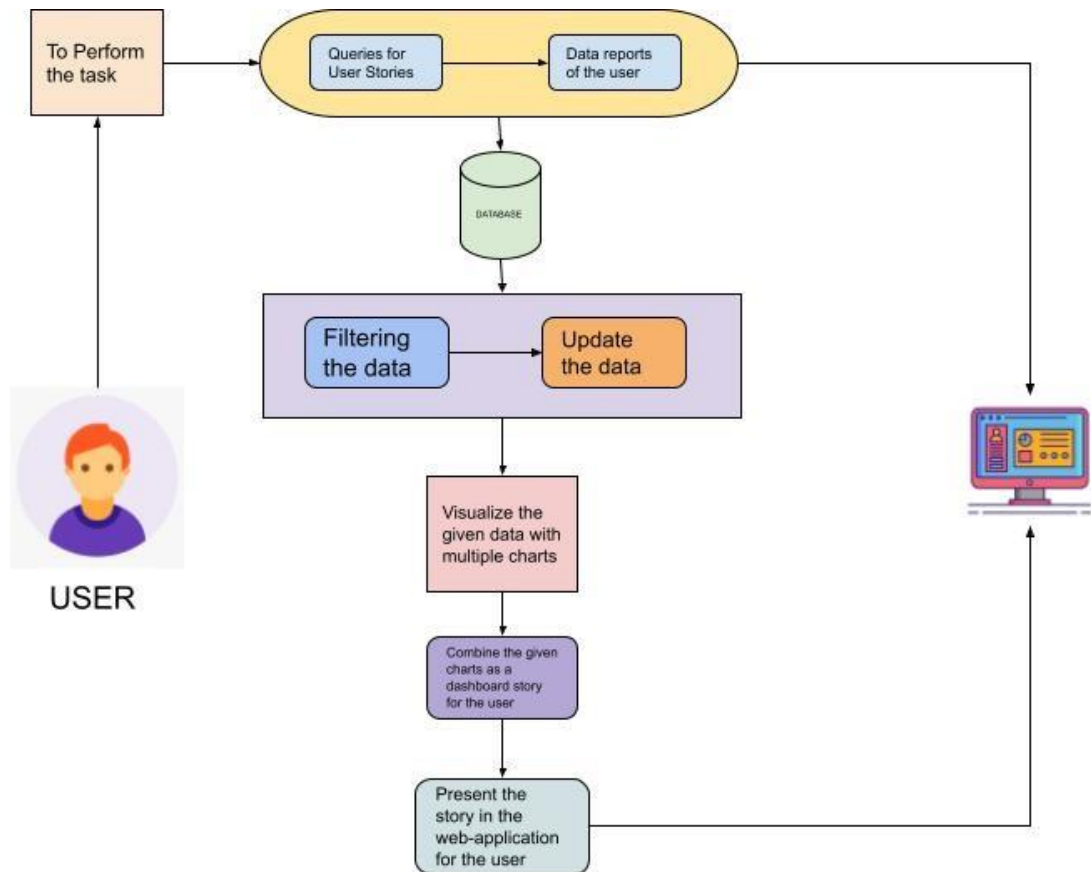 To Perform
the task
Queries for
User Stories
Data reports
of the user
DATABASE
Filtering
the data
Update
the data
USER
Visualize the
given data with
multiple charts
Combine the given
charts as a
dashboard story
for the user
Present the
story in the
web-application
for the user